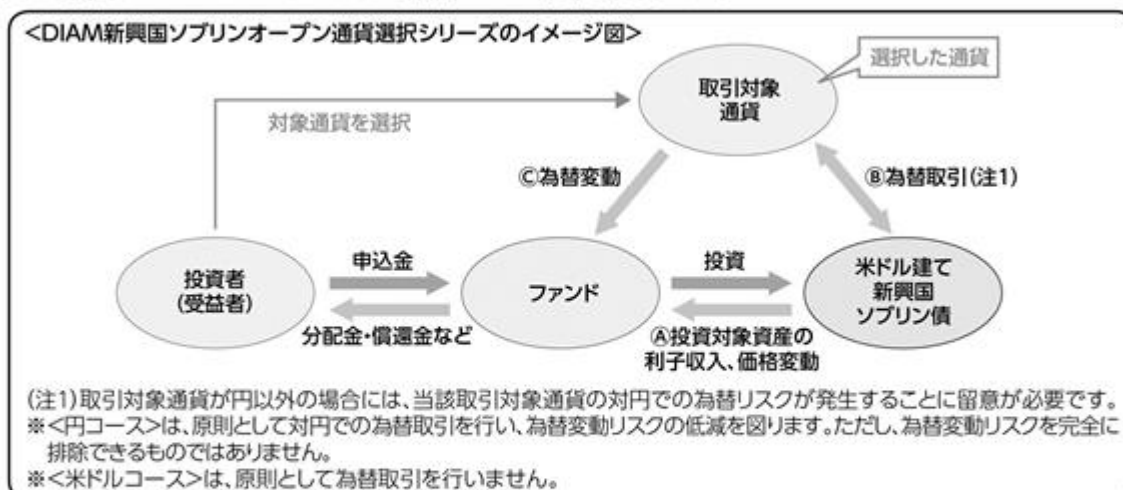 <DIAM新興国ソブリンオープン通貨選択シリーズのイメージ図>
選択した通貨
取引対象
通貨
対象通貨を選択
Ⓒ為替変動
Ⓑ為替取引(注1)
投資者
(受益者)
申込金
分配金・償還金など
ファンド
投資
Ⓐ投資対象資産の
利子収入、価格変動
米ドル建て
新興国
ソブリン債
(注1)取引対象通貨が円以外の場合には、当該取引対象通貨の対円での為替リスクが発生することに留意が必要です。
※<円コース>は、原則として対円での為替取引を行い、為替変動リスクの低減を図ります。ただし、為替変動リスクを完全に
排除できるものではありません。
※<米ドルコース>は、原則として為替取引を行いません。